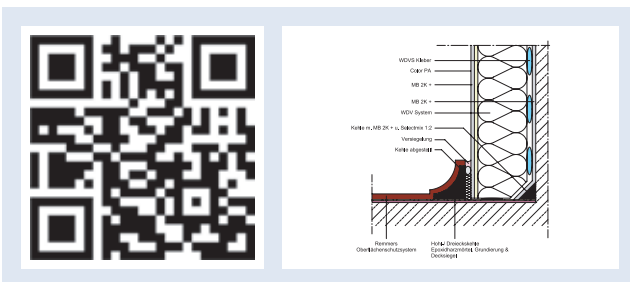 WDVS Kleber
Color PA
MB 2K +
MB 2K +
WDV System
Kehle m. MB 2K + u. Selectmix 1:2
Versiegelung
Kehle abgestellt
Remmers
Oberflächenschutzsystem
Hohl-/ Dreieckskehle
Epoxidharzmörtel, Grundierung &
Decksiegel